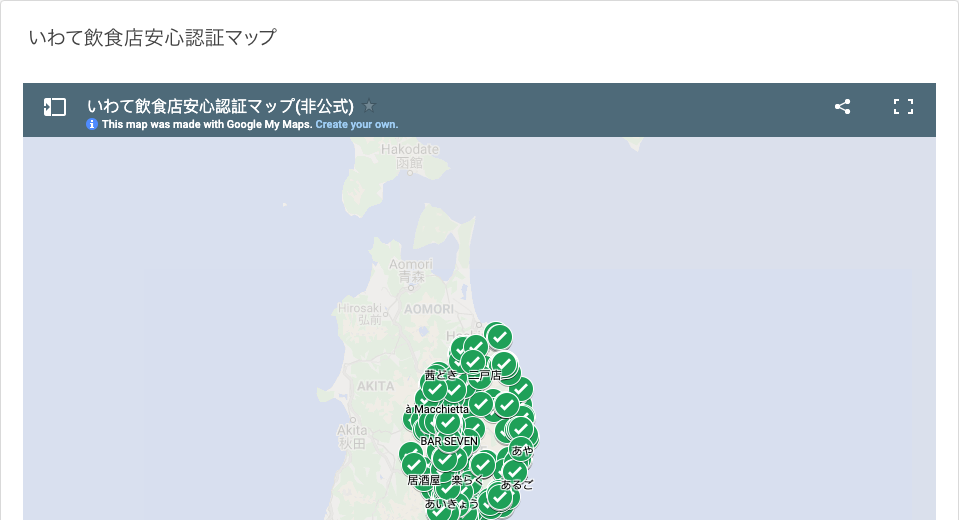 いわて飲食店安心認証マップ
いわて飲食店安心認証マップ(非公式)
This map was made with Google My Maps. Create your own.
Hakodate
函館
Aomori
青森
Hirosaki
弘前
AOMORI
茜とき
二戸店
AKITA
à Macchietta
Akita
秋田
BAR SEVEN
あや
居酒屋
楽らく
あるご
あいきょう